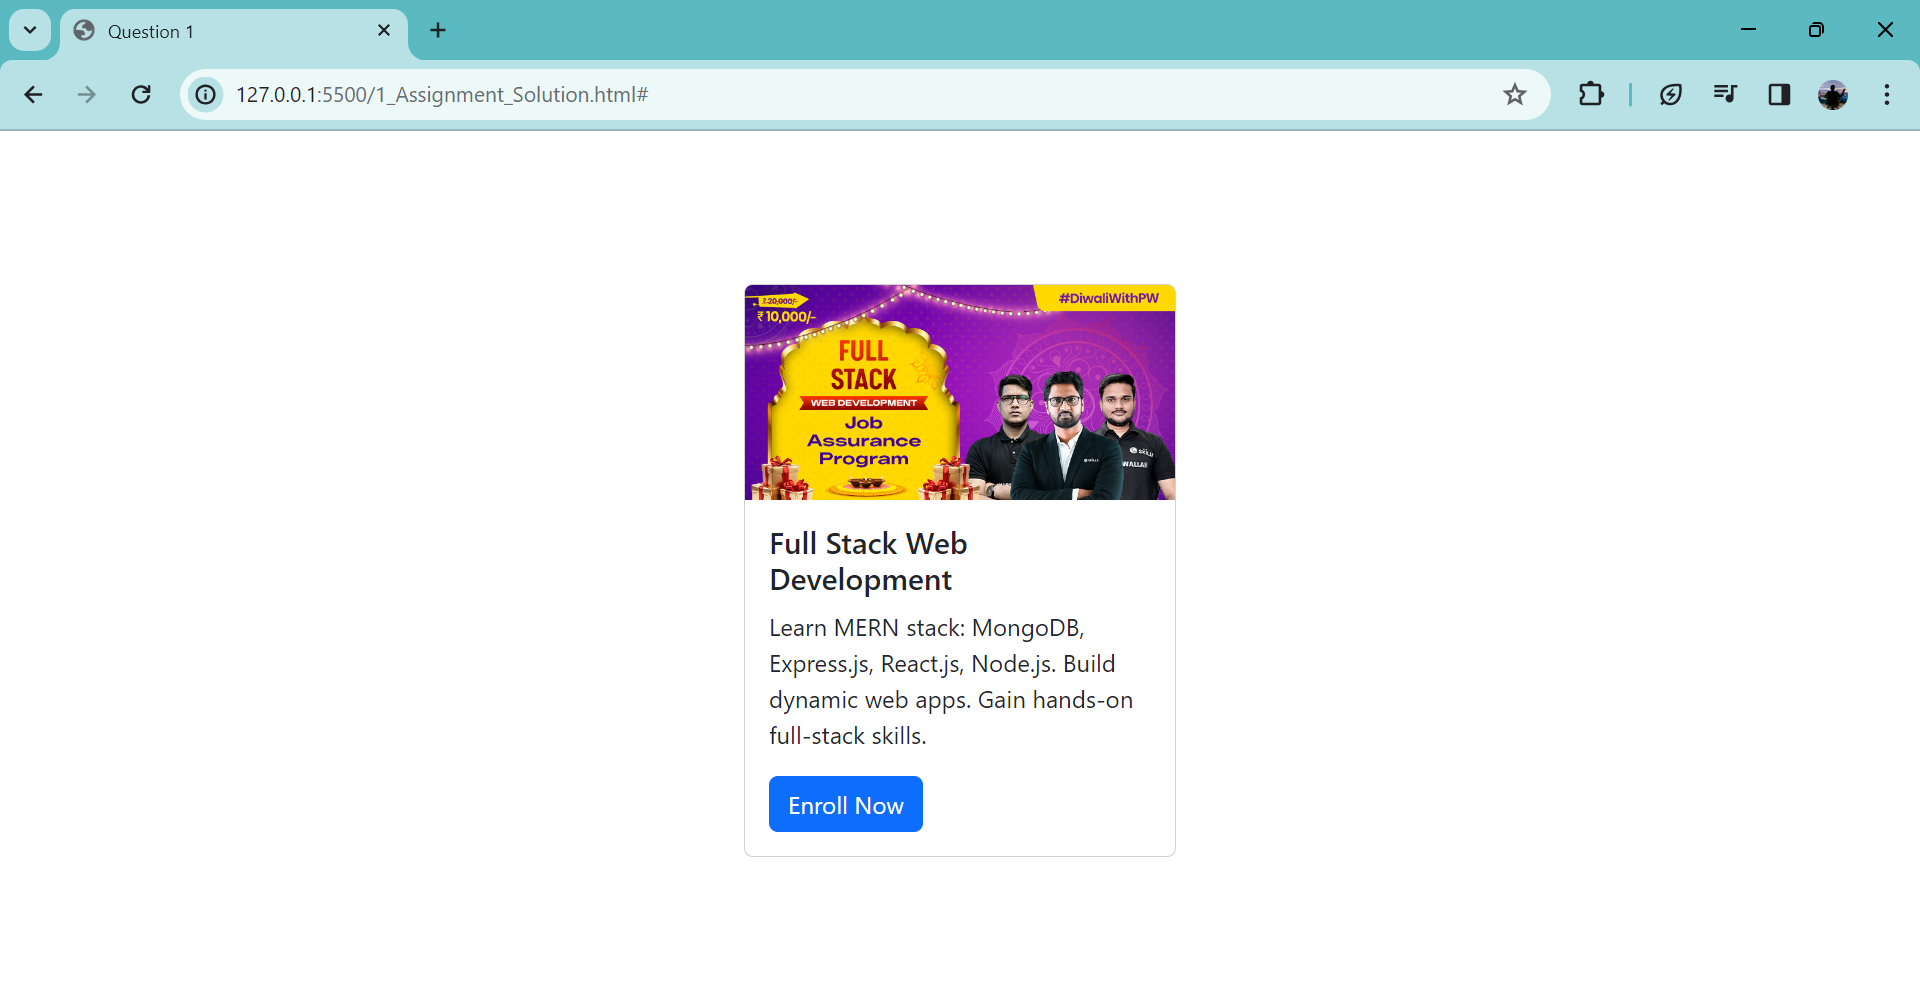 Question 1
127.0.0.1:5500/1_Assignment_Solution.html#
₹ 20,000/-
₹ 10,000/-
#DiwaliWithPW
FULL
STACK
WEB DEVELOPMENT
Job
Assurance
Program
SKILLS
WALLAH
Full Stack Web
Development
Learn MERN stack: MongoDB,
Express.js, React.js, Node.js. Build
dynamic web apps. Gain hands-on
full-stack skills.
Enroll Now